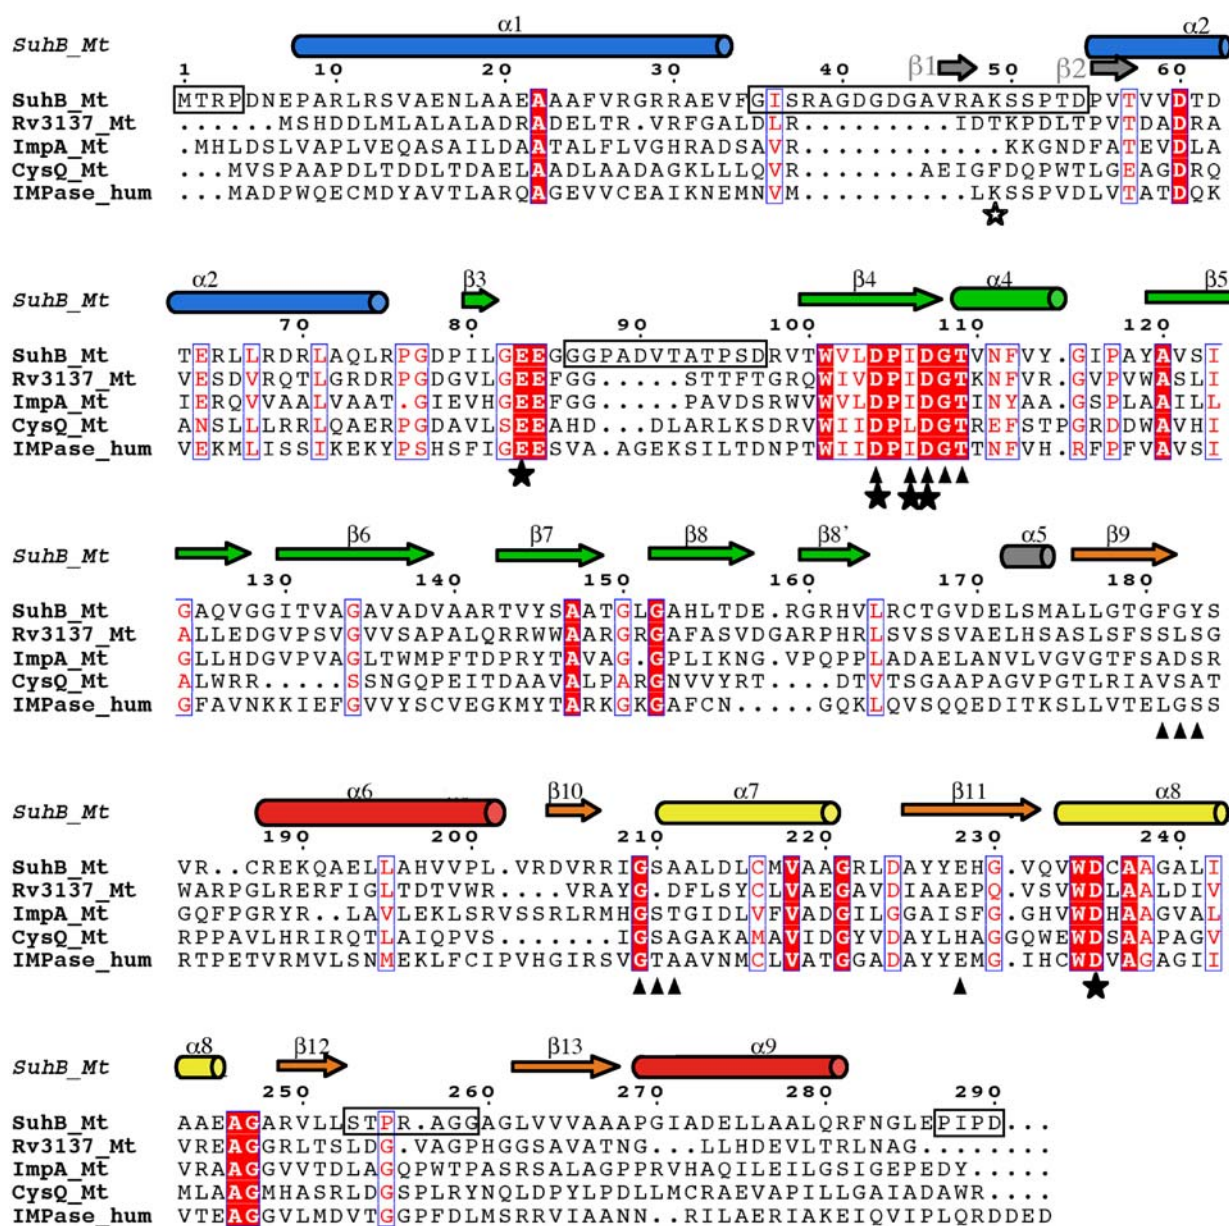 α1 α2
SuhB_Mt
1 10 20 β1 30 40 50 β2 60
SuhB_Mt MTRPDNEPARLRSVAENLAAEAAAFVRGRRAEVFGISRAGDGDGAVRAKSSPTDPVTVVDTD
Rv3137_Mt ......MSHDDLMLALALADRADELTR.VRFGALDLR.........IDTKPDLTPVTDADRA
ImpA_Mt .MHLDSLVAPLVEQASAILDAATALFLVGHRADSAVR............KKGNDFATEVDLA
CysQ_Mt ...MVSPAAPDLTDDLTDAELAADLAADAGKLLLQVR.......AEIGFDQPWTLGEAGDRQ
IMPase_hum ...MADPWQECMDYAVTLARQAGEVVCEAIKNEMNVM..........LKSSPVDLVTATDQK
α2 β3 β4 α4 β5
SuhB_Mt
70 80 90 100 110 120
SuhB_Mt TERLLRDRLAQLRPGDPILGEEGGGPADVTATPSDRVTWVLDPIDGTVNFVY.GIPAYAVSI
Rv3137_Mt VESDVRQTLGRDRPGDGVLGEEFGG.....STTFTGRQWIVDPIDGTKNFVR.GVPVWASLI
ImpA_Mt IERQVVAALVAAT.GIEVHGEEFGG.....PAVDSRWVWVLDPIDGTINYAA.GSPLAAILL
CysQ_Mt ANSLLLRRLQAERPGDAVLSEEAHD...DLARLKSDRVWIIDPLDGTREFSTPGRDDWAVHI
IMPase_hum VEKMLISSIKEKYPSHSFIGEESVA.AGEKSILTDNPTWIIDPIDGTTNFVH.RFPFVAVSI
β6 β7 β8 β8' α5 β9
SuhB_Mt
130 140 150 160 170 180
SuhB_Mt GAQVGGITVAGAVADVAARTVYSAATGLGAHLTDE.RGRHVLRCTGVDELSMALLGTGFGYS
Rv3137_Mt ALLEDGVPSVGVVSAPALQRRWWAARGRGAFASVDGARPHRLSVSSVAELHSASLSFSSLSG
ImpA_Mt GLLHDGVPVAGLTWMPFTDPRYTAVAG.GPLIKNG.VPQPPLADAELANVLVGVGTFSADSR
CysQ_Mt ALWRR.....SSNGQPEITDAAVALPARGNVVYRT....DTVTSGAAPAGVPGTLRIAVSAT
IMPase_hum GFAVNKKIEFGVVYSCVEGKMYTARKGKGAFCN.....GQKLQVSQQEDITKSLLVTELGSS
α6 β10 α7 β11 α8
SuhB_Mt
190 200 210 220 230 240
SuhB_Mt VR..CREKQAELLAHVVPL.VRDVRRIGSAALDLCMVAAGRLDAYYEHG.VQVWDCAAGALI
Rv3137_Mt WARPGLRERFIGLTDTVWR....VRAYG.DFLSYCLVAEGAVDIAAEPQ.VSVWDLAALDIV
ImpA_Mt GQFPGRYR..LAVLEKLSRVSSRLRMHGSTGIDLVFVADGILGGAISFG.GHVWDHAAGVAL
CysQ_Mt RPPAVLHRIRQTLAIQPVS.......IGSAGAKAMAVIDGYVDAYLHAGGQWEWDSAAPAGV
IMPase_hum RTPETVRMVLSNMEKLFCIPVHGIRSVGTAAVNMCLVATGGADAYYEMG.IHCWDVAGAGII
α8 β12 β13 α9
SuhB_Mt
250 260 270 280 290
SuhB_Mt AAEAGARVLLSTPR.AGGAGLVVVAAAPGIADELLAALQRFNGLEPIPD...
Rv3137_Mt VREAGGRLTSLDG.VAGPHGGSAVATNG...LLHDEVLTRLNAG........
ImpA_Mt VRAAGGVVTDLAGQPWTPASRSALAGPPRVHAQILEILGSIGEPEDY.....
CysQ_Mt MLAAGMHASRLDGSPLRYNQLDPYLPDLLMCRAEVAPILLGAIADAWR....
IMPase_hum VTEAGGVLMDVTGGPFDLMSRRVIAANN..RILAERIAKEIQVIPLQRDDED